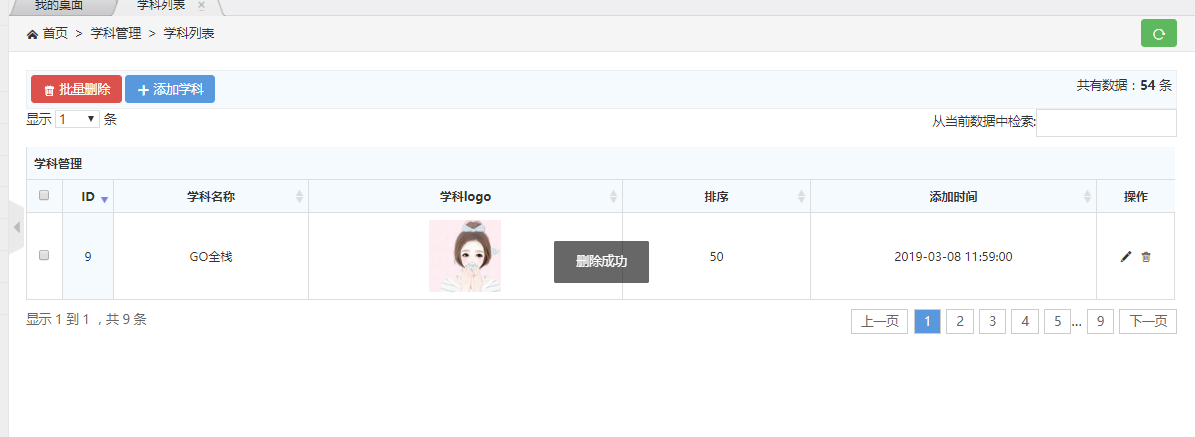 我的桌面 学科列表
首页 > 学科管理 > 学科列表
批量删除 添加学科 共有数据：54 条
显示 1 条 从当前数据中检索:
学科管理
ID 学科名称 学科logo 排序 添加时间 操作
9 GO全栈 50 2019-03-08 11:59:00
删除成功
显示 1 到 1 ，共 9 条 上一页 1 2 3 4 5 ... 9 下一页